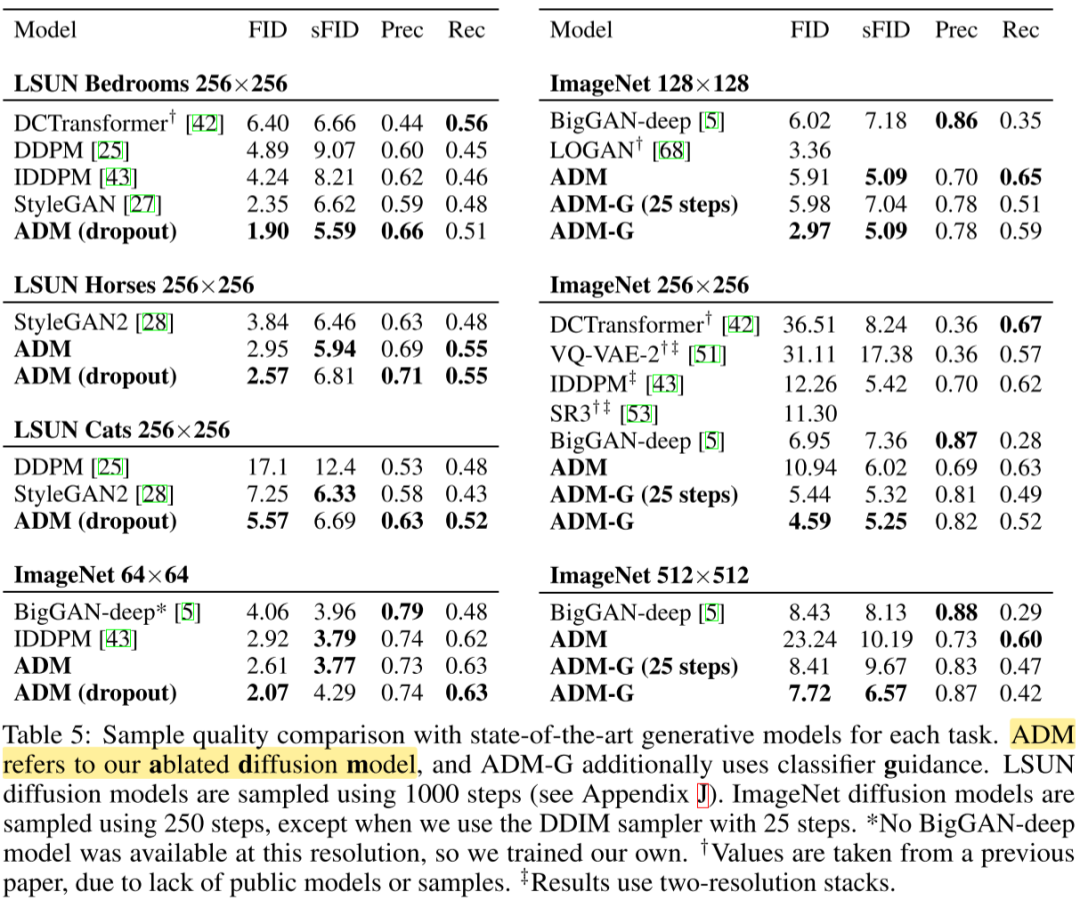 Model FID sFID Prec Rec
LSUN Bedrooms 256×256
DCTransformer† [42] 6.40 6.66 0.44 0.56
DDPM [25] 4.89 9.07 0.60 0.45
IDDPM [43] 4.24 8.21 0.62 0.46
StyleGAN [27] 2.35 6.62 0.59 0.48
ADM (dropout) 1.90 5.59 0.66 0.51
LSUN Horses 256×256
StyleGAN2 [28] 3.84 6.46 0.63 0.48
ADM 2.95 5.94 0.69 0.55
ADM (dropout) 2.57 6.81 0.71 0.55
LSUN Cats 256×256
DDPM [25] 17.1 12.4 0.53 0.48
StyleGAN2 [28] 7.25 6.33 0.58 0.43
ADM (dropout) 5.57 6.69 0.63 0.52
ImageNet 64×64
BigGAN-deep* [5] 4.06 3.96 0.79 0.48
IDDPM [43] 2.92 3.79 0.74 0.62
ADM 2.61 3.77 0.73 0.63
ADM (dropout) 2.07 4.29 0.74 0.63
Model FID sFID Prec Rec
ImageNet 128×128
BigGAN-deep [5] 6.02 7.18 0.86 0.35
LOGAN† [68] 3.36
ADM 5.91 5.09 0.70 0.65
ADM-G (25 steps) 5.98 7.04 0.78 0.51
ADM-G 2.97 5.09 0.78 0.59
ImageNet 256×256
DCTransformer† [42] 36.51 8.24 0.36 0.67
VQ-VAE-2†‡ [51] 31.11 17.38 0.36 0.57
IDDPM‡ [43] 12.26 5.42 0.70 0.62
SR3†‡ [53] 11.30
BigGAN-deep [5] 6.95 7.36 0.87 0.28
ADM 10.94 6.02 0.69 0.63
ADM-G (25 steps) 5.44 5.32 0.81 0.49
ADM-G 4.59 5.25 0.82 0.52
ImageNet 512×512
BigGAN-deep [5] 8.43 8.13 0.88 0.29
ADM 23.24 10.19 0.73 0.60
ADM-G (25 steps) 8.41 9.67 0.83 0.47
ADM-G 7.72 6.57 0.87 0.42
Table 5: Sample quality comparison with state-of-the-art generative models for each task. ADM
refers to our ablated diffusion model, and ADM-G additionally uses classifier guidance. LSUN
diffusion models are sampled using 1000 steps (see Appendix J). ImageNet diffusion models are
sampled using 250 steps, except when we use the DDIM sampler with 25 steps. *No BigGAN-deep
model was available at this resolution, so we trained our own. †Values are taken from a previous
paper, due to lack of public models or samples. ‡Results use two-resolution stacks.